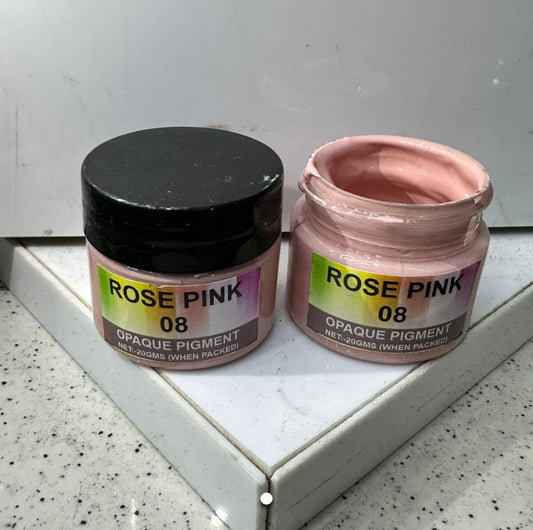 ROSE PINK
08
OPAQUE PIGMENT
NET:-20GMS (WHEN PACKED)
ROSE PINK
08
OPAQUE PIGMENT
NET:-20GMS (WHEN PACKED)